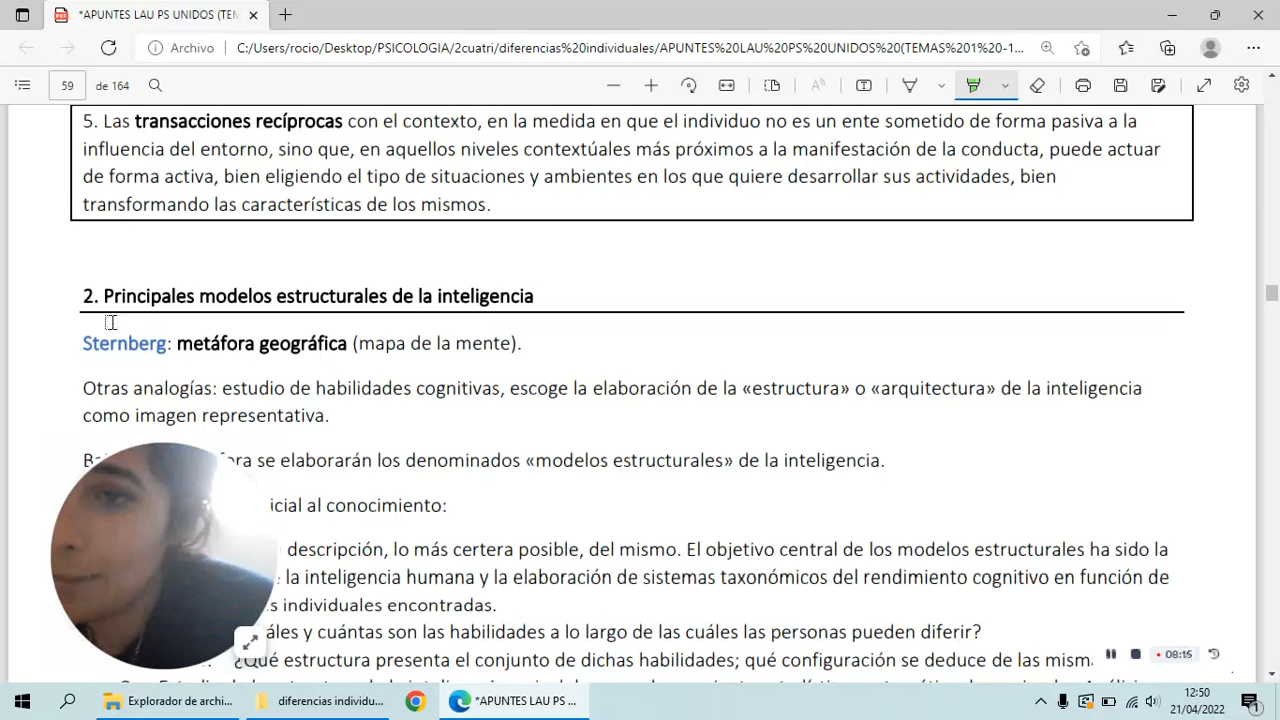 *APUNTES LAU PS UNIDOS (TEM
Archivo
C:/Users/rocio/Desktop/PSICOLOGIA/2cuatri/diferencias%20individuales/APUNTES%20LAU%20PS%20UNIDOS%20(TEMAS%201%20-1...
59 de 164
5. Las transacciones recíprocas con el contexto, en la medida en que el individuo no es un ente sometido de forma pasiva a la
influencia del entorno, sino que, en aquellos niveles contextúales más próximos a la manifestación de la conducta, puede actuar
de forma activa, bien eligiendo el tipo de situaciones y ambientes en los que quiere desarrollar sus actividades, bien
transformando las características de los mismos.
2. Principales modelos estructurales de la inteligencia
Sternberg: metáfora geográfica (mapa de la mente).
Otras analogías: estudio de habilidades cognitivas, escoge la elaboración de la «estructura» o «arquitectura» de la inteligencia
como imagen representativa.
se elaborarán los denominados «modelos estructurales» de la inteligencia.
al conocimiento:
descripción, lo más certera posible, del mismo. El objetivo central de los modelos estructurales ha sido la
la inteligencia humana y la elaboración de sistemas taxonómicos del rendimiento cognitivo en función de
individuales encontradas.
y cuántas son las habilidades a lo largo de las cuáles las personas pueden diferir?
¿Qué estructura presenta el conjunto de dichas habilidades; qué configuración se deduce de las
08:16
Explorador de archi...
diferencias individu...
*APUNTES LAU PS ...
12:50
21/04/2022